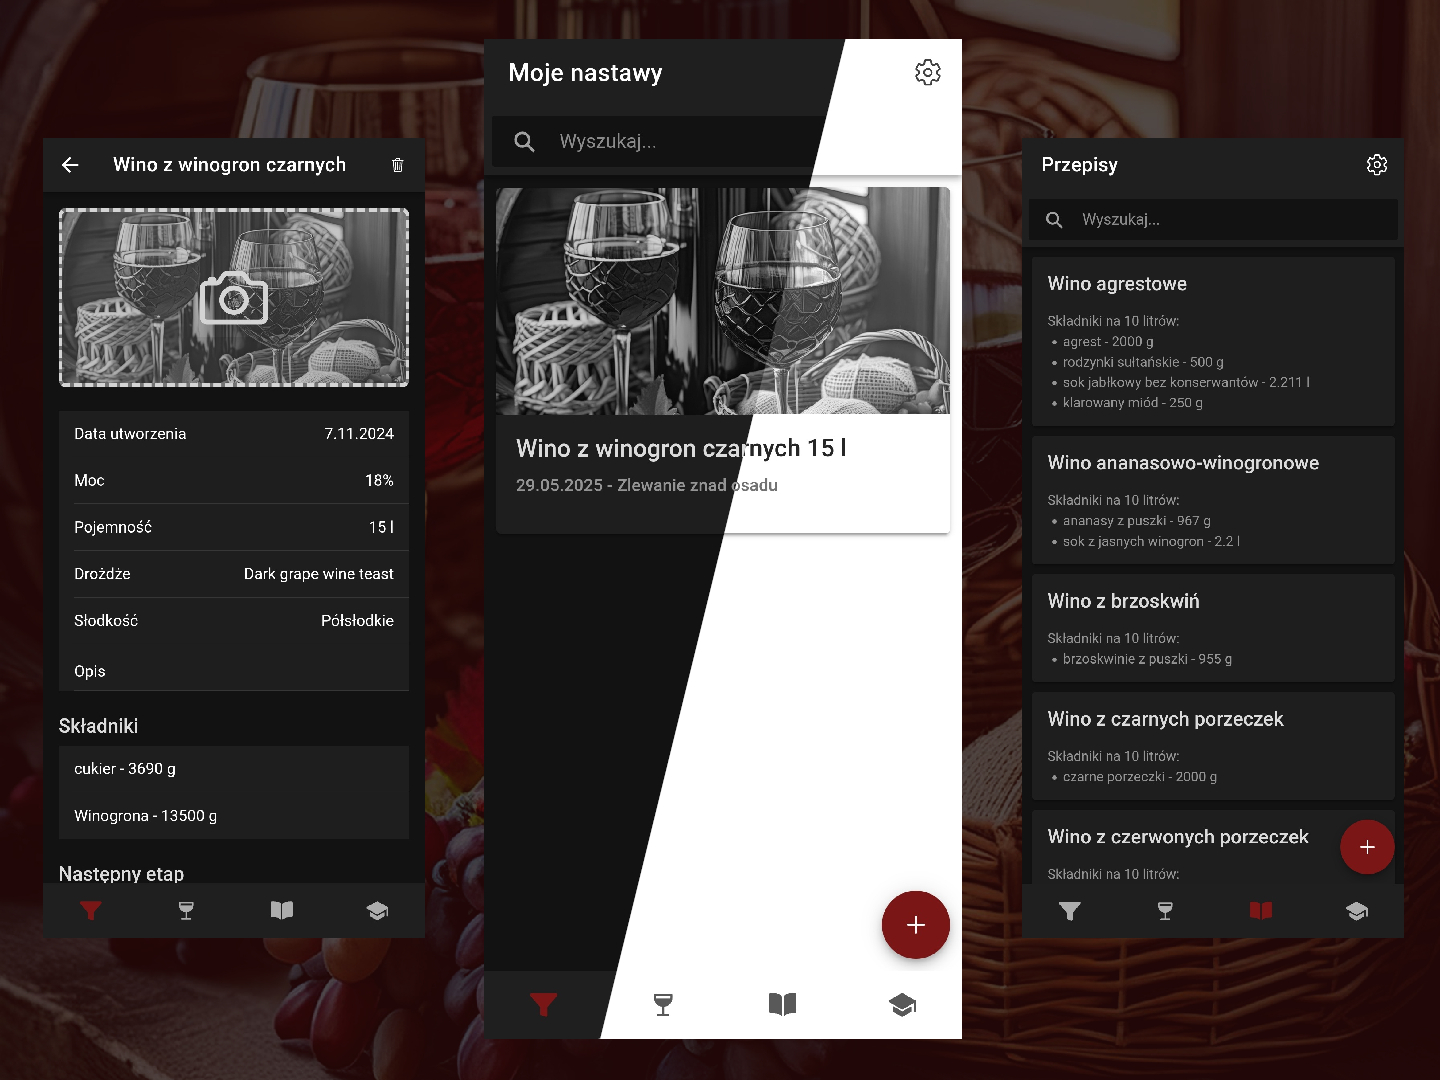 Wino z winogron czarnych
Data utworzenia 7.11.2024
Moc 18%
Pojemność 15 l
Drożdże Dark grape wine teast
Słodkość Półsłodkie
Opis
Składniki
cukier - 3690 g
Winogrona - 13500 g
Następny etap
Moje nastawy
Wyszukaj...
Wino z winogron czarnych 15 l
29.05.2025 - Zlewanie znad osadu
Przepisy
Wyszukaj...
Wino agrestowe
Składniki na 10 litrów:
• agrest - 2000 g
• rodzynki sułtańskie - 500 g
• sok jabłkowy bez konserwantów - 2.211 l
• klarowany miód - 250 g
Wino ananasowo-winogronowe
Składniki na 10 litrów:
• ananasy z puszki - 967 g
• sok z jasnych winogron - 2.2 l
Wino z brzoskwiń
Składniki na 10 litrów:
• brzoskwinie z puszki - 955 g
Wino z czarnych porzeczek
Składniki na 10 litrów:
• czarne porzeczki - 2000 g
Wino z czerwonych porzeczek
Składniki na 10 litrów: